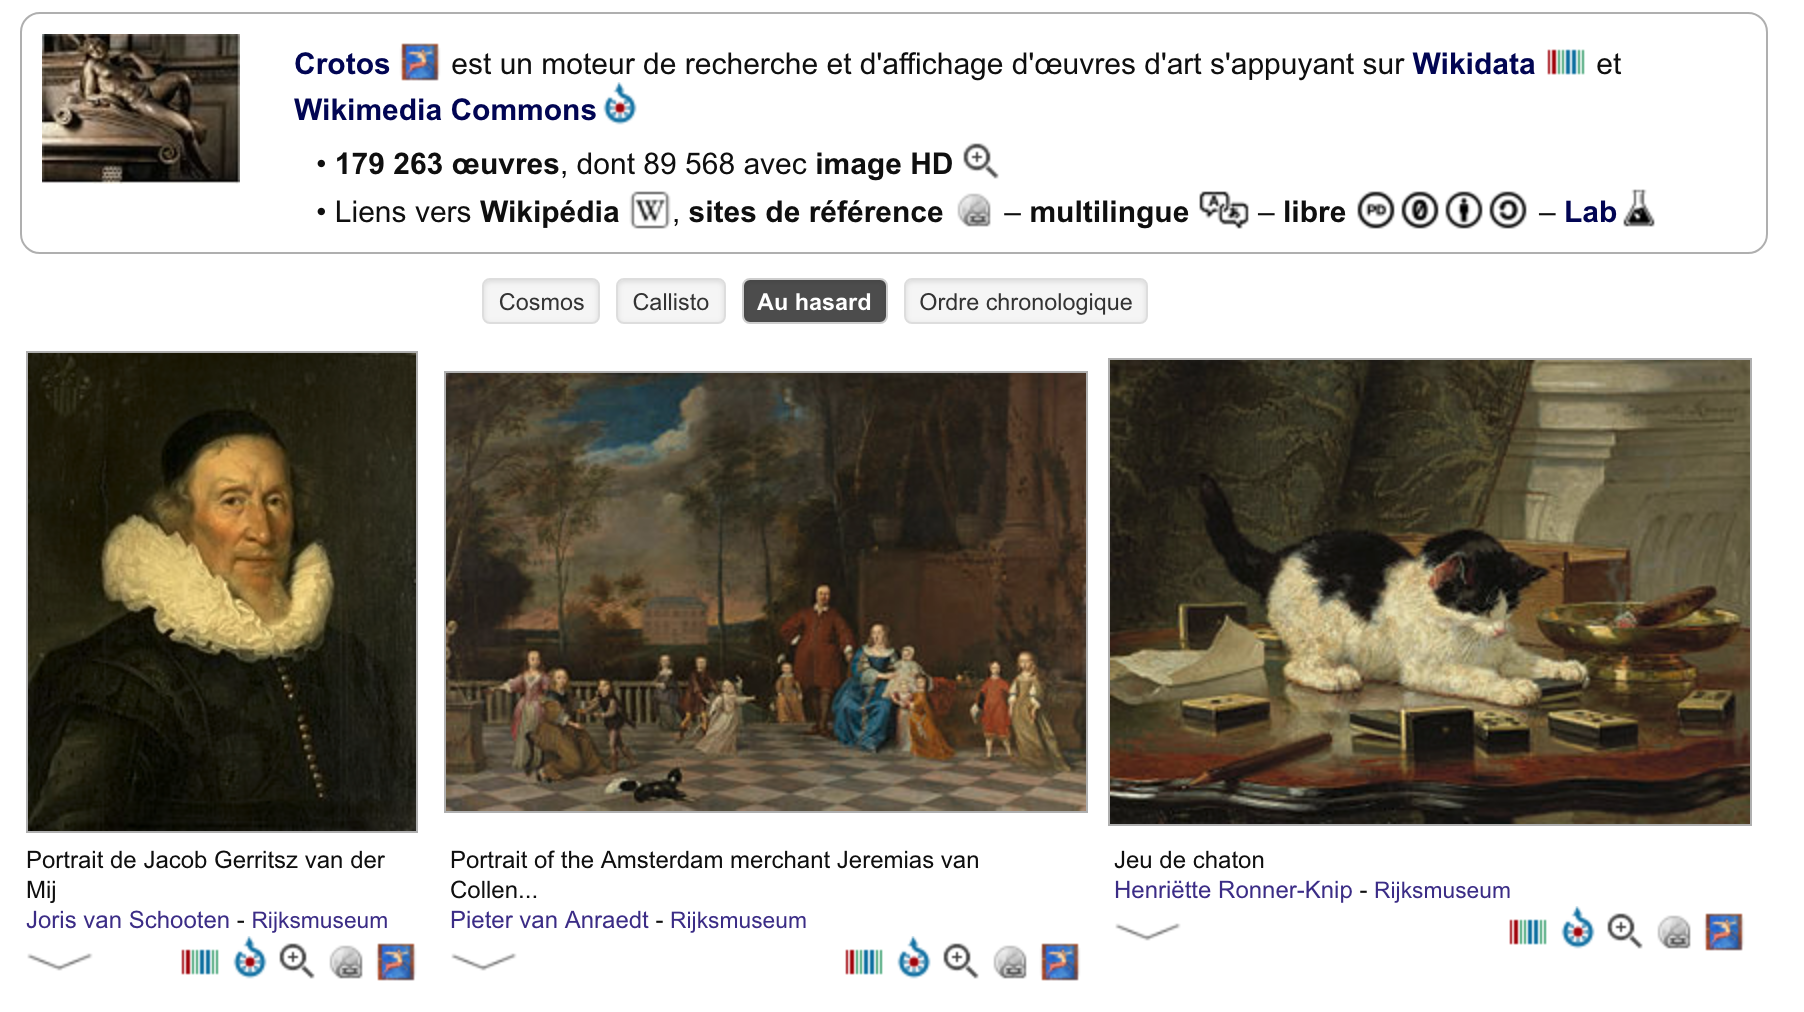 Crotos est un moteur de recherche et d'affichage d'œuvres d'art s'appuyant sur Wikidata et
Wikimedia Commons
• 179 263 œuvres, dont 89 568 avec image HD
• Liens vers Wikipédia W, sites de référence – multilingue – libre PD 0 – Lab
Cosmos Callisto Au hasard Ordre chronologique
Portrait de Jacob Gerritsz van der
Mij
Joris van Schooten - Rijksmuseum
Portrait of the Amsterdam merchant Jeremias van
Collen...
Pieter van Anraedt - Rijksmuseum
Jeu de chaton
Henriëtte Ronner-Knip - Rijksmuseum